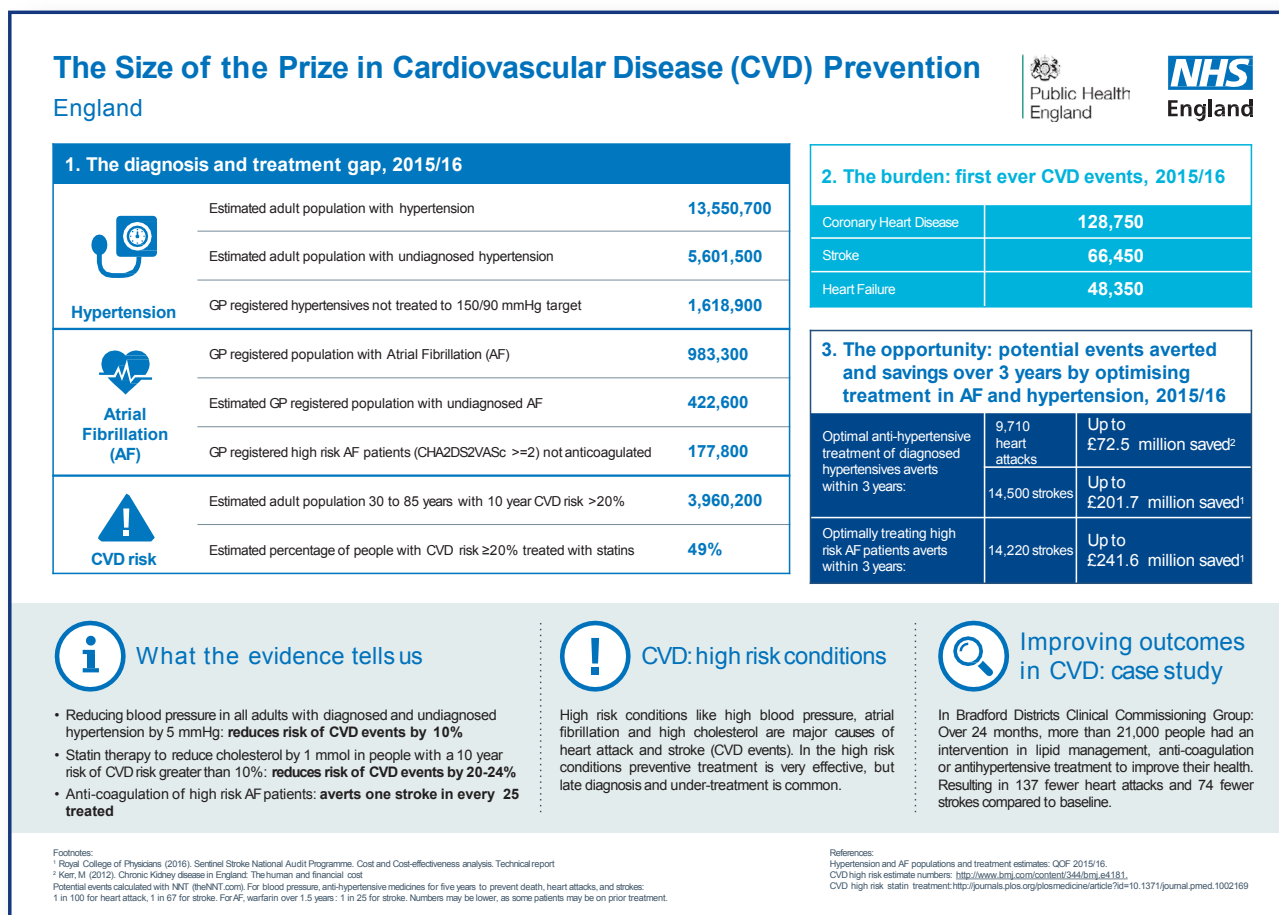 The Size of the Prize in Cardiovascular Disease (CVD) Prevention
England
Public Health
England
NHS
England
1. The diagnosis and treatment gap, 2015/16
Hypertension
Estimated adult population with hypertension 13,550,700
Estimated adult population with undiagnosed hypertension 5,601,500
GP registered hypertensives not treated to 150/90 mmHg target 1,618,900
Atrial
Fibrillation
(AF)
GP registered population with Atrial Fibrillation (AF) 983,300
Estimated GP registered population with undiagnosed AF 422,600
GP registered high risk AF patients (CHA2DS2VASc >=2) not anticoagulated 177,800
CVD risk
Estimated adult population 30 to 85 years with 10 year CVD risk >20% 3,960,200
Estimated percentage of people with CVD risk ≥20% treated with statins 49%
2. The burden: first ever CVD events, 2015/16
Coronary Heart Disease 128,750
Stroke 66,450
Heart Failure 48,350
3. The opportunity: potential events averted
and savings over 3 years by optimising
treatment in AF and hypertension, 2015/16
Optimal anti-hypertensive
treatment of diagnosed
hypertensives averts
within 3 years:
9,710
heart
attacks
Up to
£72.5 million saved²
14,500 strokes
Up to
£201.7 million saved¹
Optimally treating high
risk AF patients averts
within 3 years:
14,220 strokes
Up to
£241.6 million saved¹
What the evidence tells us
• Reducing blood pressure in all adults with diagnosed and undiagnosed
hypertension by 5 mmHg: reduces risk of CVD events by 10%
• Statin therapy to reduce cholesterol by 1 mmol in people with a 10 year
risk of CVD risk greater than 10%: reduces risk of CVD events by 20-24%
• Anti-coagulation of high risk AF patients: averts one stroke in every 25
treated
CVD: high risk conditions
High risk conditions like high blood pressure, atrial
fibrillation and high cholesterol are major causes of
heart attack and stroke (CVD events). In the high risk
conditions preventive treatment is very effective, but
late diagnosis and under-treatment is common.
Improving outcomes
in CVD: case study
In Bradford Districts Clinical Commissioning Group:
Over 24 months, more than 21,000 people had an
intervention in lipid management, anti-coagulation
or antihypertensive treatment to improve their health.
Resulting in 137 fewer heart attacks and 74 fewer
strokes compared to baseline.
Footnotes:
¹ Royal College of Physicians (2016). Sentinel Stroke National Audit Programme. Cost and Cost-effectiveness analysis. Technical report
² Kerr, M (2012). Chronic Kidney disease in England: The human and financial cost
Potential events calculated with NNT (theNNT.com). For blood pressure, anti-hypertensive medicines for five years to prevent death, heart attacks, and strokes:
1 in 100 for heart attack, 1 in 67 for stroke. For AF, warfarin over 1.5 years : 1 in 25 for stroke. Numbers may be lower, as some patients may be on prior treatment.
References:
Hypertension and AF populations and treatment estimates: QOF 2015/16.
CVD high risk estimate numbers: http://www.bmj.com/content/344/bmj.e4181.
CVD high risk statin treatment:http://journals.plos.org/plosmedicine/article?id=10.1371/journal.pmed.1002169